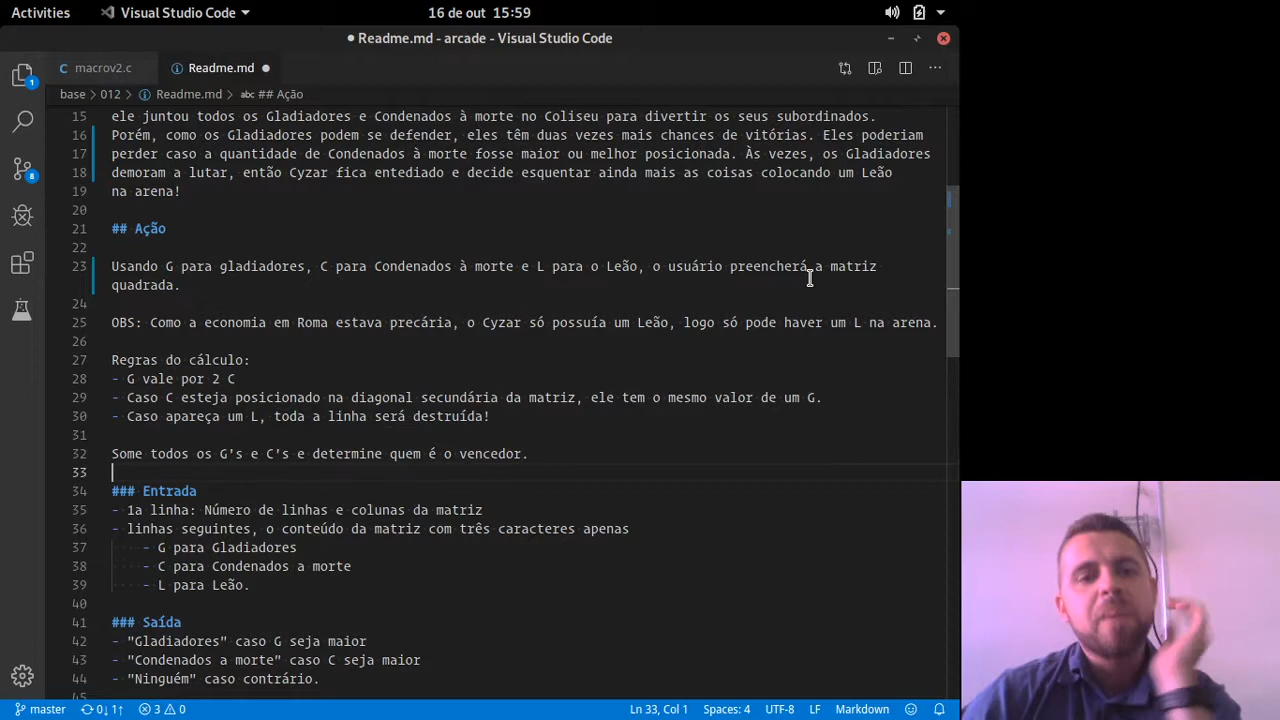 Activities
Visual Studio Code
16 de out 15:59
● Readme.md - arcade - Visual Studio Code
macrov2.c
Readme.md
base > 012 > Readme.md > ## Ação
15 ele juntou todos os Gladiadores e Condenados à morte no Coliseu para divertir os seus subordinados.
16 Porém, como os Gladiadores podem se defender, eles têm duas vezes mais chances de vitórias. Eles poderiam
17 perder caso a quantidade de Condenados à morte fosse maior ou melhor posicionada. Às vezes, os Gladiadores
18 demoram a lutar, então Cyzar fica entediado e decide esquentar ainda mais as coisas colocando um Leão
19 na arena!
20
21 ## Ação
22
23 Usando G para gladiadores, C para Condenados à morte e L para o Leão, o usuário preencherá a matriz
quadrada.
24
25 OBS: Como a economia em Roma estava precária, o Cyzar só possuía um Leão, logo só pode haver um L na arena.
26
27 Regras do cálculo:
28 - G vale por 2 C
29 - Caso C esteja posicionado na diagonal secundária da matriz, ele tem o mesmo valor de um G.
30 - Caso apareça um L, toda a linha será destruída!
31
32 Some todos os G's e C's e determine quem é o vencedor.
33
34 ### Entrada
35 - 1a linha: Número de linhas e colunas da matriz
36 - linhas seguintes, o conteúdo da matriz com três caracteres apenas
37 - G para Gladiadores
38 - C para Condenados a morte
39 - L para Leão.
40
41 ### Saída
42 - "Gladiadores" caso G seja maior
43 - "Condenados a morte" caso C seja maior
44 - "Ninguém" caso contrário.
45
1
8
master
0↓ 1↑
3
0
Ln 33, Col 1
Spaces: 4
UTF-8
LF
Markdown